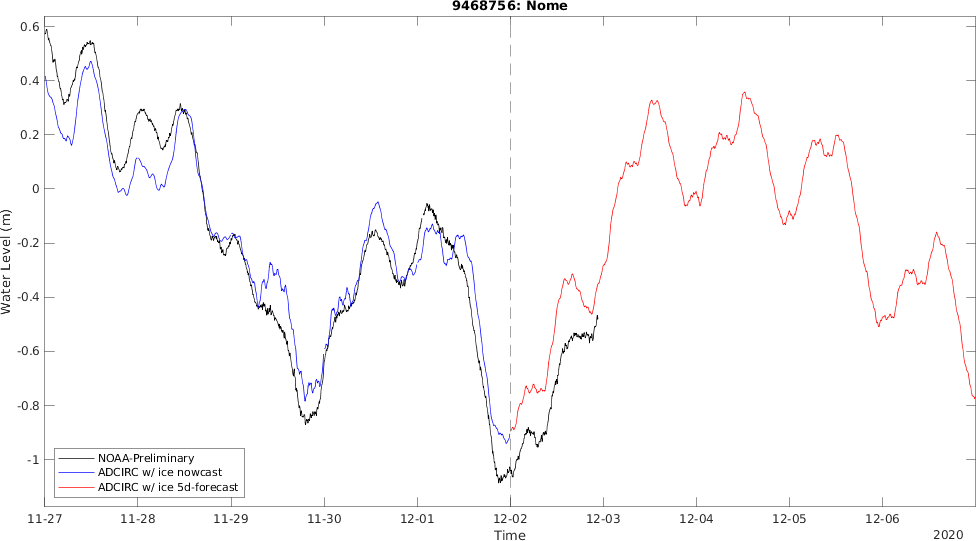 9468756: Nome
Water Level (m)
0.6
0.4
0.2
0
-0.2
-0.4
-0.6
-0.8
-1
NOAA-Preliminary
ADCIRC w/ ice nowcast
ADCIRC w/ ice 5d-forecast
11-27 11-28 11-29 11-30 12-01 12-02 12-03 12-04 12-05 12-06
Time
2020